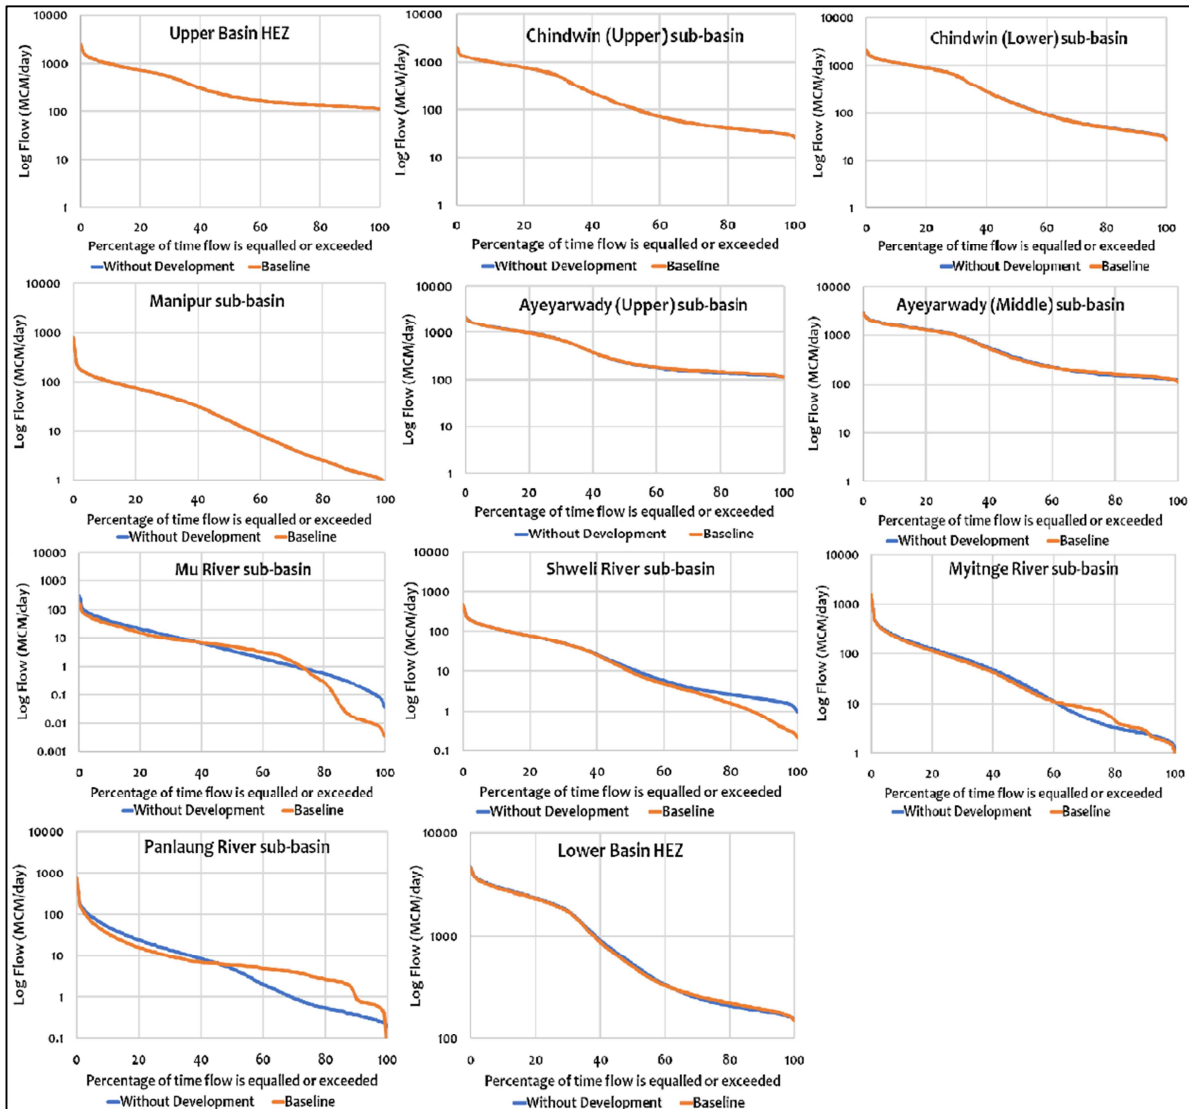 Upper Basin HEZ
Log Flow (MCM/day)
10000
1000
100
10
1
0 20 40 60 80 100
Percentage of time flow is equalled or exceeded
Without Development Baseline
Chindwin (Upper) sub-basin
Log Flow (MCM/day)
10000
1000
100
10
1
0 20 40 60 80 100
Percentage of time flow is equalled or exceeded
Without Development Baseline
Chindwin (Lower) sub-basin
Log Flow (MCM/day)
10000
1000
100
10
1
0 20 40 60 80 100
Percentage of time flow is equalled or exceeded
Without Development Baseline
Manipur sub-basin
Log Flow (MCM/day)
10000
1000
100
10
1
0 20 40 60 80 100
Percentage of time flow is equalled or exceeded
Without Development Baseline
Ayeyarwady (Upper) sub-basin
Log Flow (MCM/day)
10000
1000
100
10
1
0 20 40 60 80 100
Percentage of time flow is equalled or exceeded
Without Development Baseline
Ayeyarwady (Middle) sub-basin
Log Flow (MCM/day)
10000
1000
100
10
1
0 20 40 60 80 100
Percentage of time flow is equalled or exceeded
Without Development Baseline
Mu River sub-basin
Log Flow (MCM/day)
10000
1000
100
10
1
0.1
0.01
0.001
0 20 40 60 80 100
Percentage of time flow is equalled or exceeded
Without Development Baseline
Shweli River sub-basin
Log Flow (MCM/day)
10000
1000
100
10
1
0.1
0 20 40 60 80 100
Percentage of time flow is equalled or exceeded
Without Development Baseline
Myitnge River sub-basin
Log Flow (MCM/day)
10000
1000
100
10
1
0 20 40 60 80 100
Percentage of time flow is equalled or exceeded
Without Development Baseline
Panlaung River sub-basin
Log Flow (MCM/day)
10000
1000
100
10
1
0.1
0 20 40 60 80 100
Percentage of time flow is equalled or exceeded
Without Development Baseline
Lower Basin HEZ
Log Flow (MCM/day)
10000
1000
100
0 20 40 60 80 100
Percentage of time flow is equalled or exceeded
Without Development Baseline